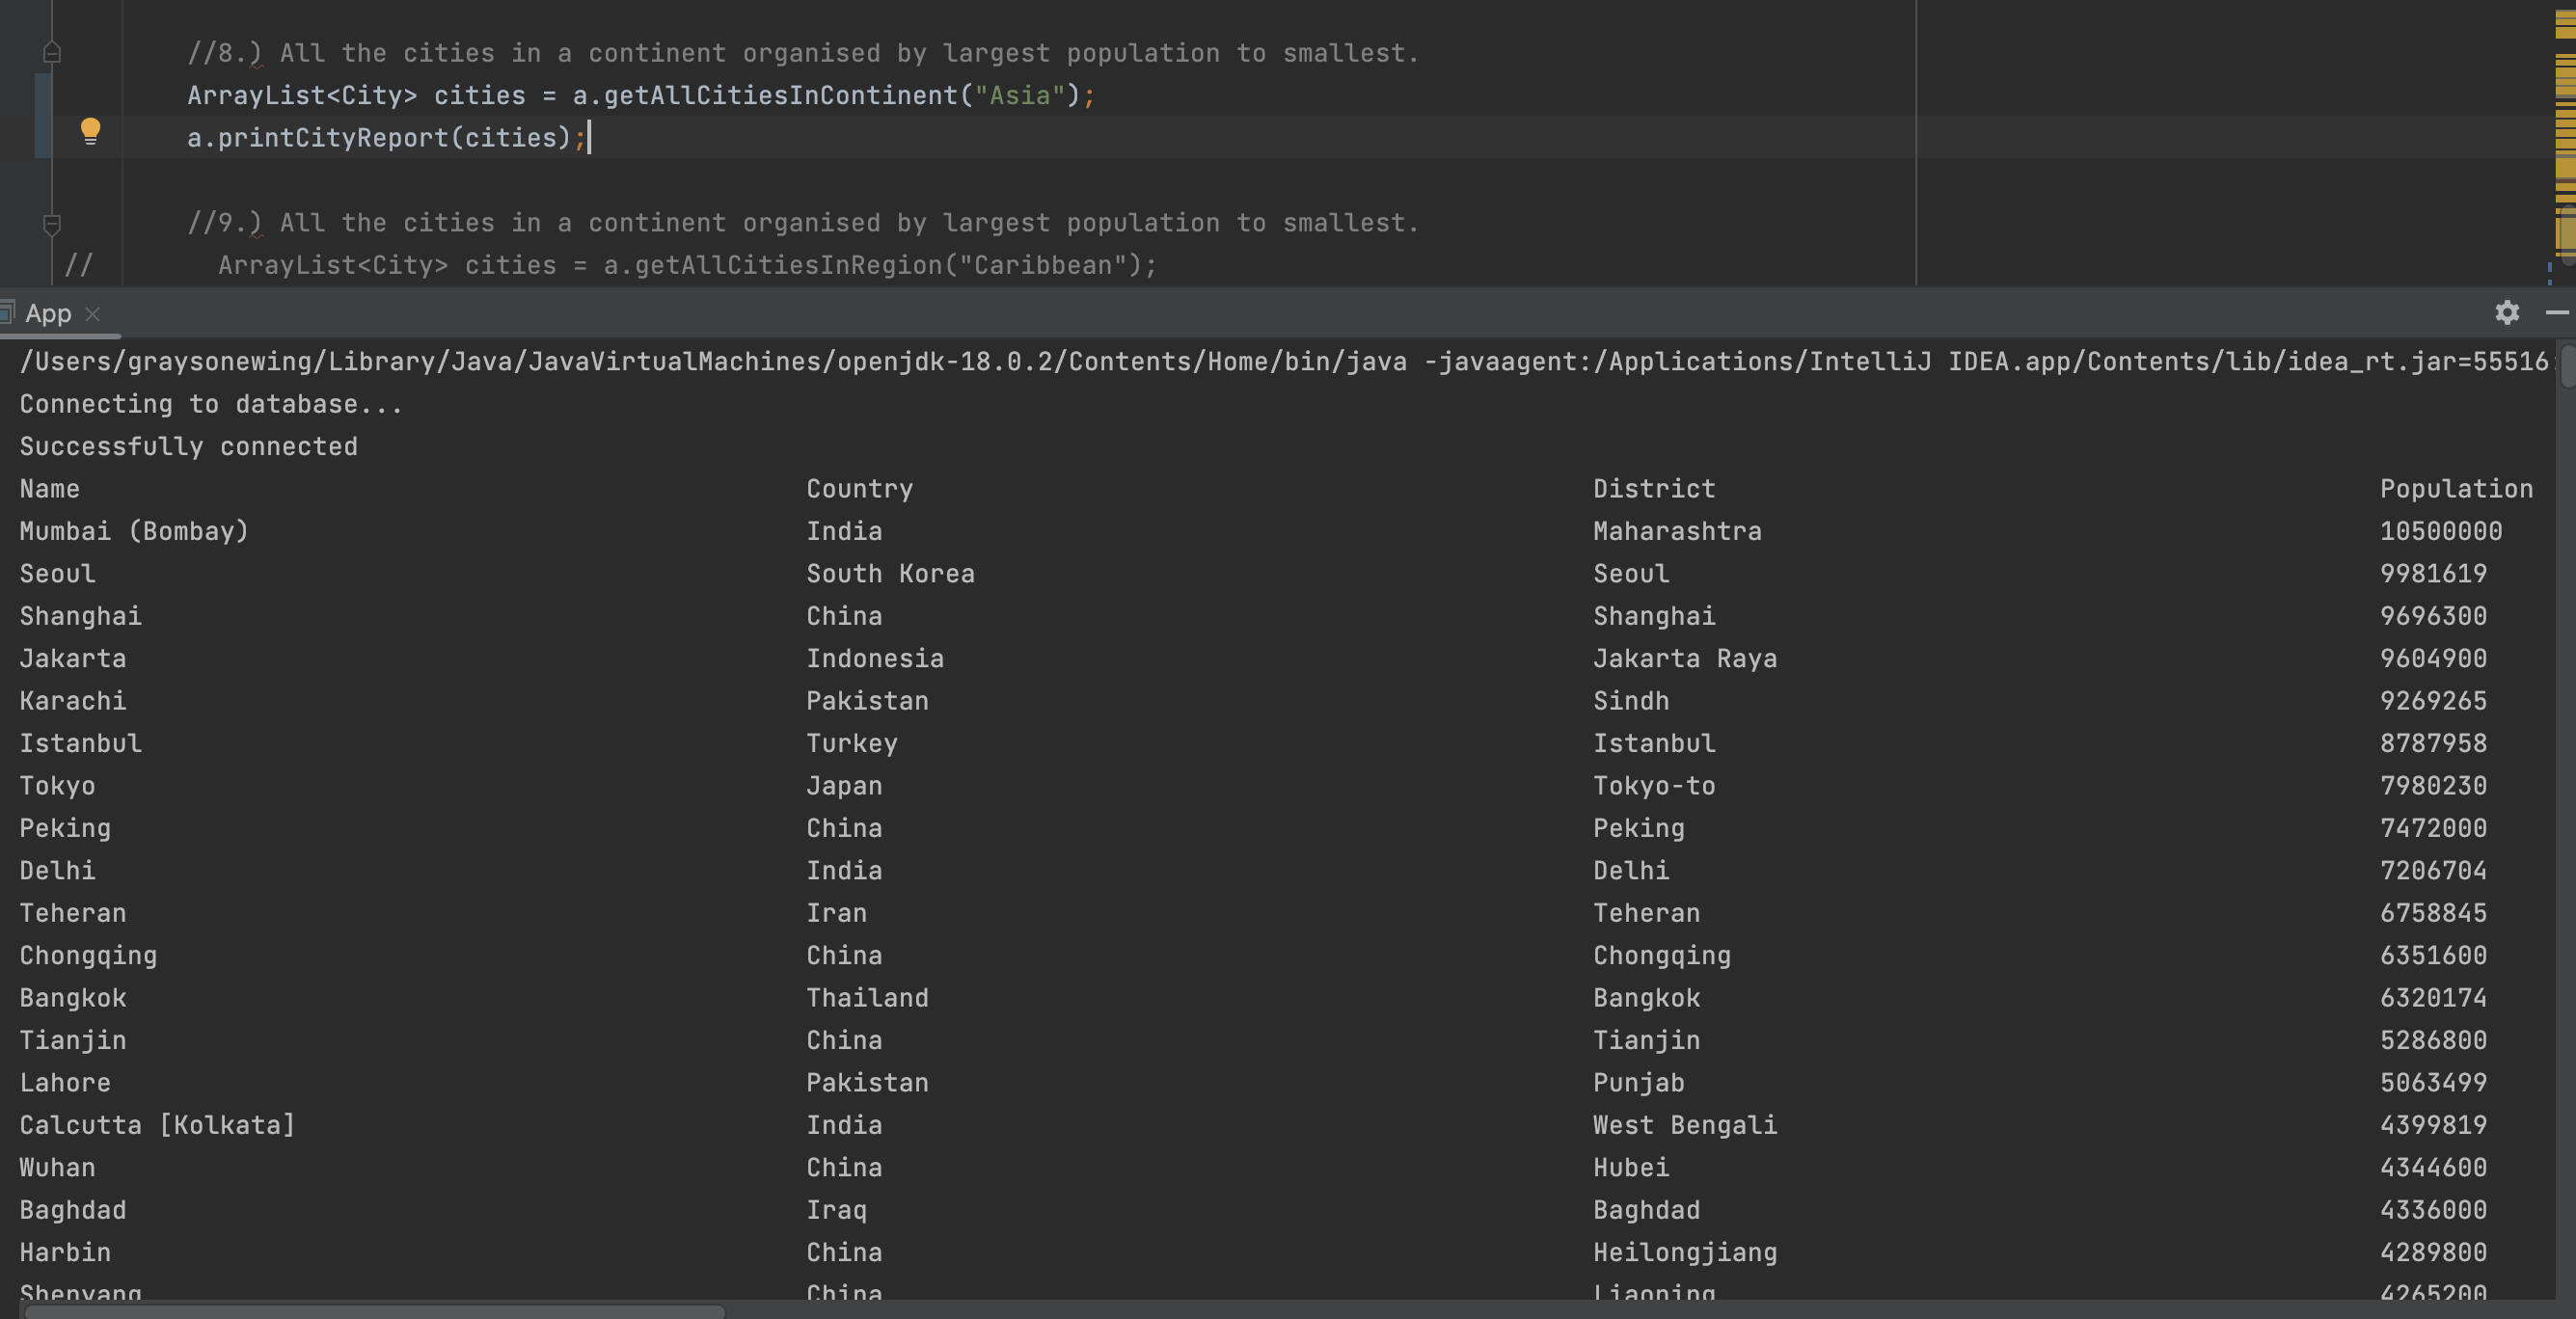 //8.) All the cities in a continent organised by largest population to smallest.
ArrayList<City> cities = a.getAllCitiesInContinent("Asia");
a.printCityReport(cities);
//9.) All the cities in a continent organised by largest population to smallest.
// ArrayList<City> cities = a.getAllCitiesInRegion("Caribbean");
App
/Users/graysonewing/Library/Java/JavaVirtualMachines/openjdk-18.0.2/Contents/Home/bin/java -javaagent:/Applications/IntelliJ IDEA.app/Contents/lib/idea_rt.jar=55516:
Connecting to database...
Successfully connected
Name Country District Population
Mumbai (Bombay) India Maharashtra 10500000
Seoul South Korea Seoul 9981619
Shanghai China Shanghai 9696300
Jakarta Indonesia Jakarta Raya 9604900
Karachi Pakistan Sindh 9269265
Istanbul Turkey Istanbul 8787958
Tokyo Japan Tokyo-to 7980230
Peking China Peking 7472000
Delhi India Delhi 7206704
Teheran Iran Teheran 6758845
Chongqing China Chongqing 6351600
Bangkok Thailand Bangkok 6320174
Tianjin China Tianjin 5286800
Lahore Pakistan Punjab 5063499
Calcutta [Kolkata] India West Bengali 4399819
Wuhan China Hubei 4344600
Baghdad Iraq Baghdad 4336000
Harbin China Heilongjiang 4289800
Shenyang China Liaoning 4265200